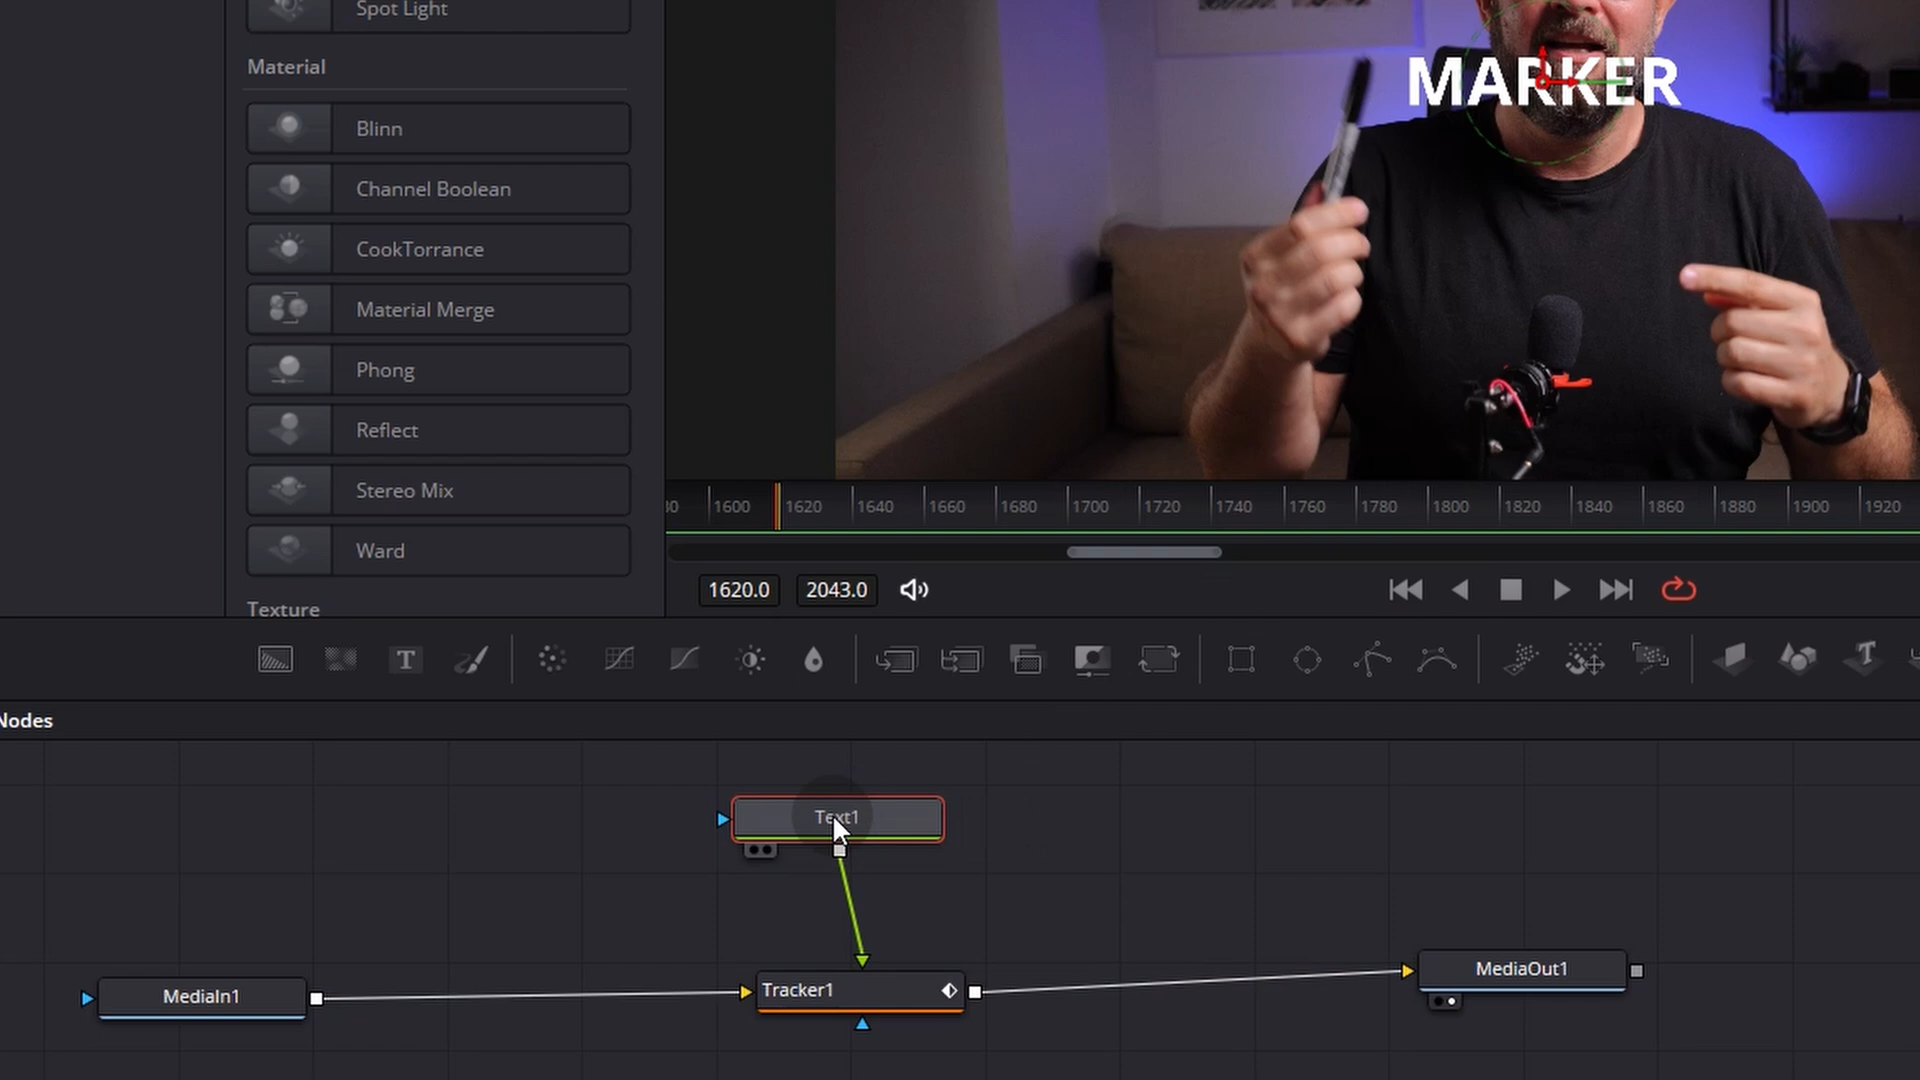 Spot Light
Material
Blinn
Channel Boolean
CookTorrance
Material Merge
Phong
Reflect
Stereo Mix
Ward
Texture
MARKER
1600 1620 1640 1660 1680 1700 1720 1740 1760 1780 1800 1820 1840 1860 1880 1900 1920
1620.0 2043.0
T
T
Nodes
Text1
MediaIn1
Tracker1
MediaOut1